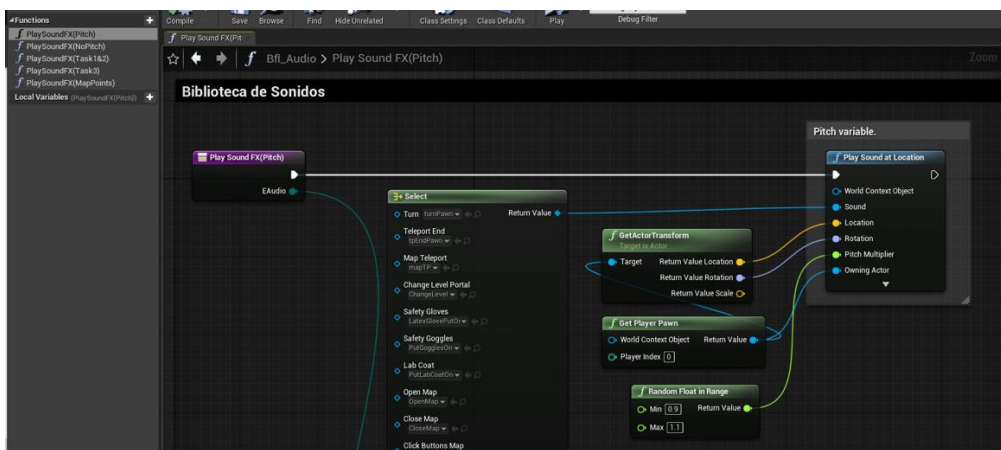 Functions
PlaySoundFX(Pitch)
PlaySoundFX(NoPitch)
PlaySoundFX(Task1&2)
PlaySoundFX(Task3)
PlaySoundFX(MapPoints)
Local Variables (PlaySoundFX(Pitch))
Compile
Save
Browse
Find
Hide Unrelated
Class Settings
Class Defaults
Play
Debug Filter
Play Sound FX(Pit
Bfl_Audio > Play Sound FX(Pitch)
Zoom
Biblioteca de Sonidos
Play Sound FX(Pitch)
EAudio
Select
Turn turnPawn Return Value
Teleport End
tpEndPawn
Map Teleport
mapTP
Change Level Portal
ChangeLevel
Safety Gloves
LatexGlovePutOn
Safety Goggles
PutGogglesOn
Lab Coat
PutLabCoatOn
Open Map
OpenMap
Close Map
CloseMap
Click Buttons Map
GetActorTransform
Target is Actor
Target Return Value Location
Return Value Rotation
Return Value Scale
Get Player Pawn
World Context Object Return Value
Player Index 0
Random Float in Range
Min 0.9 Return Value
Max 1.1
Pitch variable.
Play Sound at Location
World Context Object
Sound
Location
Rotation
Pitch Multiplier
Owning Actor